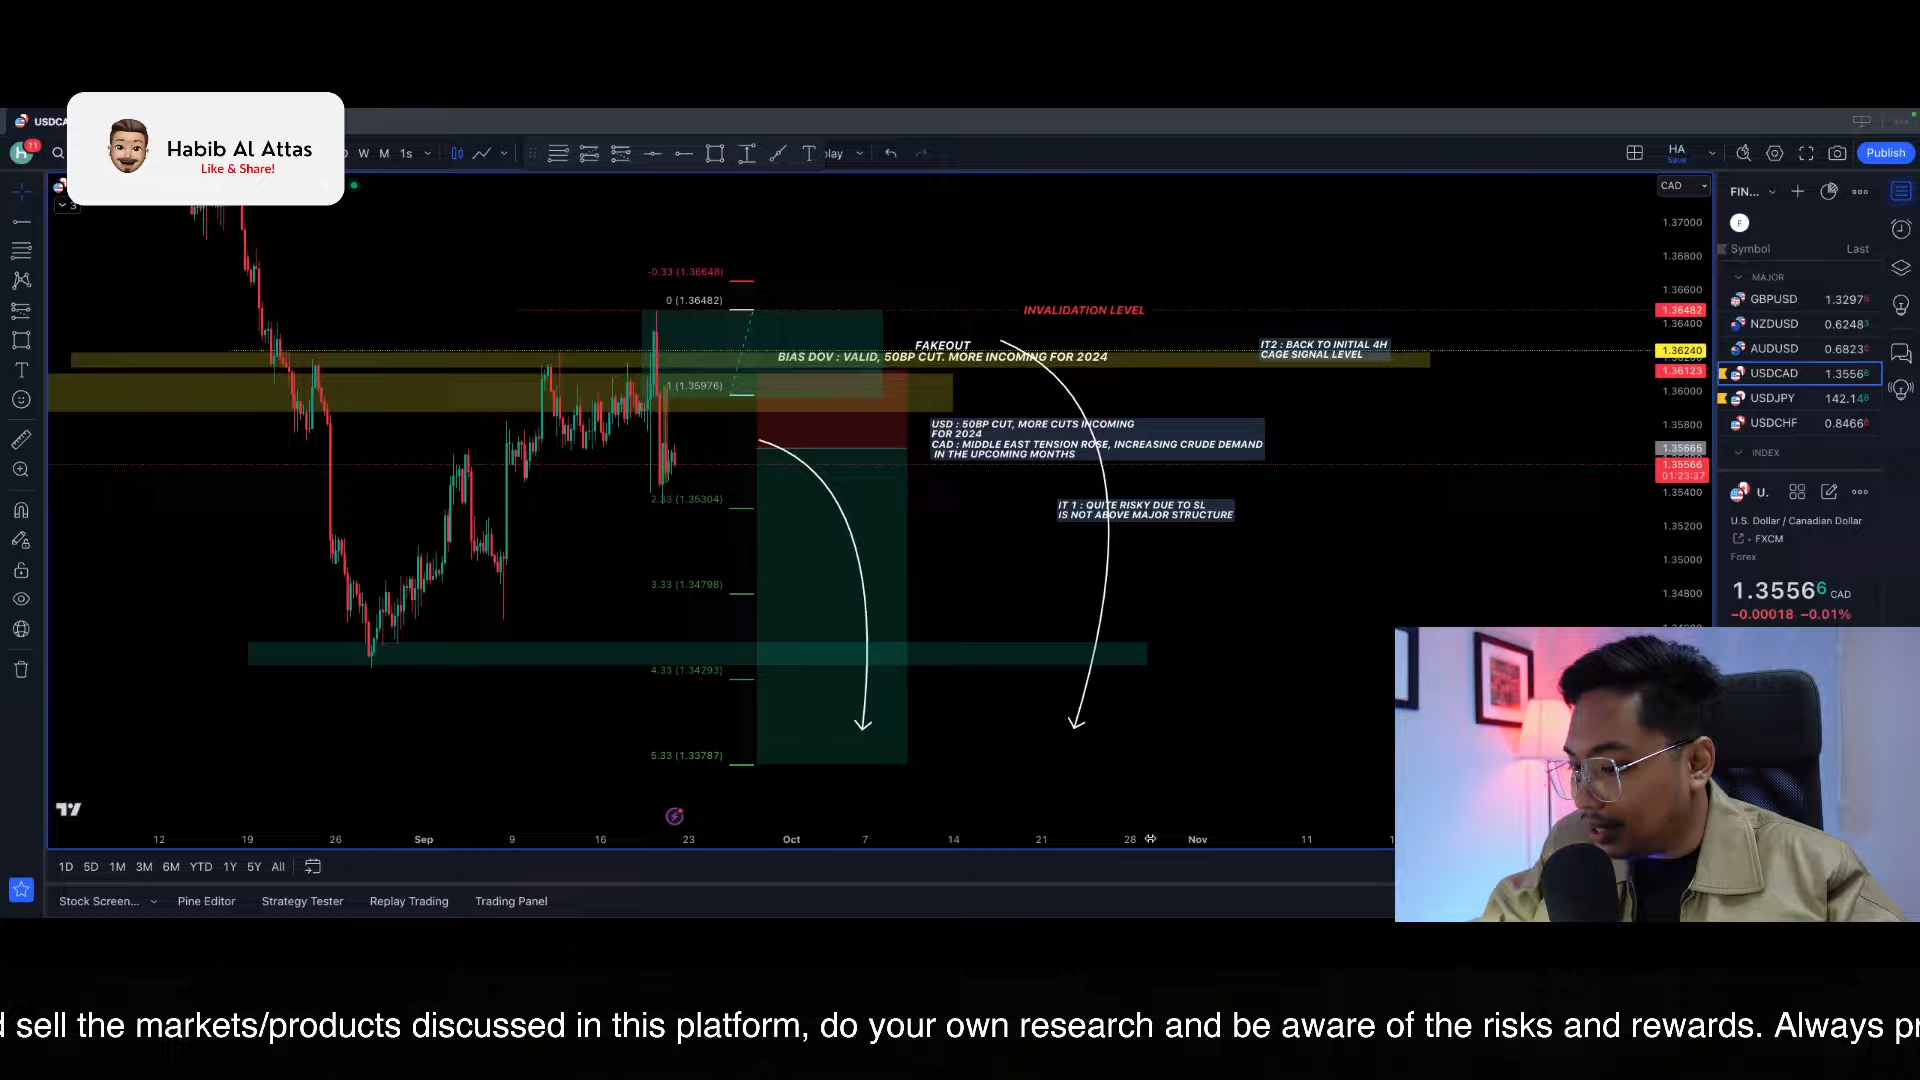 USDCA
11
Habib Al Attas
Like & Share!
W
M
1s
lay
HA
Save
Publish
3
CAD
FIN...
F
Symbol
Last
MAJOR
GBPUSD
1.3297
NZDUSD
0.6248
AUDUSD
0.6823
USDCAD
1.3556
USDJPY
142.14
USDCHF
0.8466
INDEX
U.
U.S. Dollar / Canadian Dollar
FXCM
Forex
1.35566 CAD
−0.00018 −0.01%
1.37000
1.36800
1.36600
1.36482
1.36400
1.36240
1.36123
1.36000
1.35800
1.35665
1.35566
01:23:37
1.35400
1.35200
1.35000
1.34800
-0.33 (1.36648)
0 (1.36482)
1 (1.35976)
2.33 (1.35304)
3.33 (1.34798)
4.33 (1.34293)
5.33 (1.33787)
INVALIDATION LEVEL
FAKEOUT
BIAS DOV : VALID, 50BP CUT. MORE INCOMING FOR 2024
IT2 : BACK TO INITIAL 4H
CAGE SIGNAL LEVEL
USD : 50BP CUT, MORE CUTS INCOMING
FOR 2024
CAD : MIDDLE EAST TENSION ROSE, INCREASING CRUDE DEMAND
IN THE UPCOMING MONTHS
IT 1 : QUITE RISKY DUE TO SL
IS NOT ABOVE MAJOR STRUCTURE
12
19
26
Sep
9
16
23
Oct
7
14
21
28
Nov
11
1D
5D
1M
3M
6M
YTD
1Y
5Y
All
Stock Screen...
Pine Editor
Strategy Tester
Replay Trading
Trading Panel
sell the markets/products discussed in this platform, do your own research and be aware of the risks and rewards. Always pr